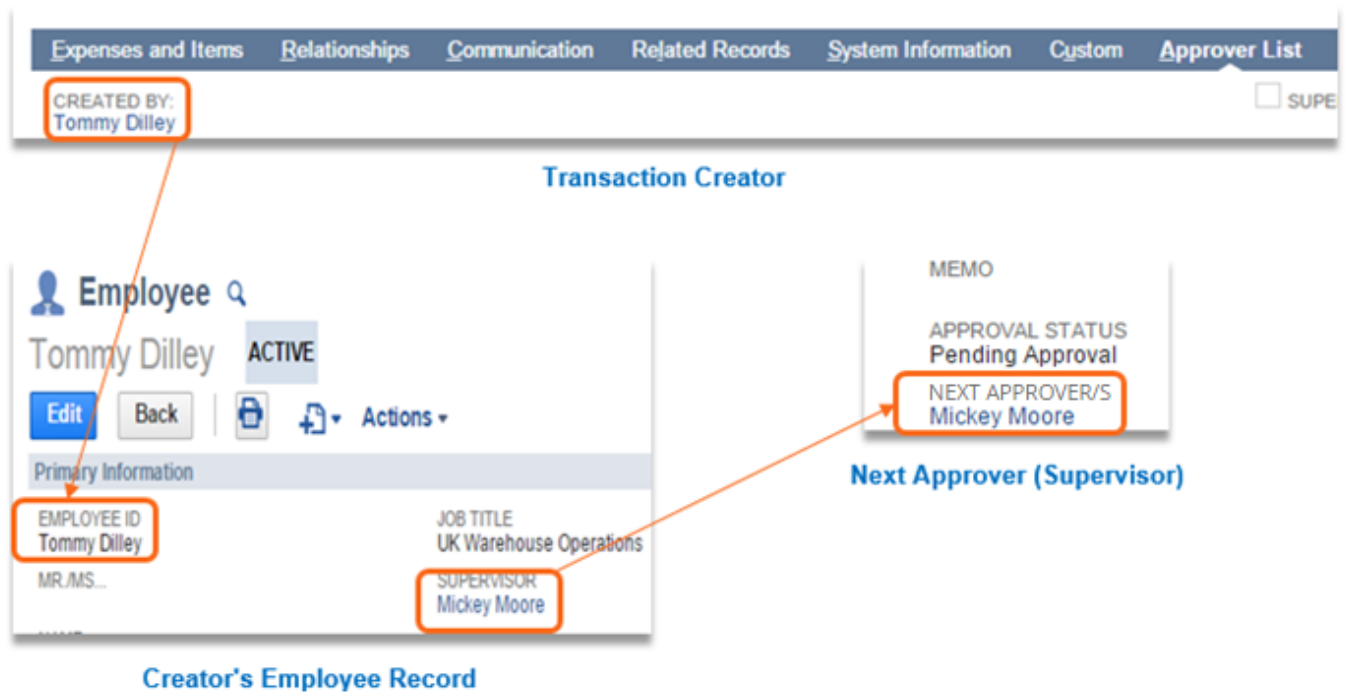 Expenses and Items Relationships Communication Related Records System Information Custom Approver List
CREATED BY:
Tommy Dilley
SUPE
Transaction Creator
Employee
Tommy Dilley ACTIVE
Edit Back Actions
Primary Information
EMPLOYEE ID
Tommy Dilley
MR./MS...
JOB TITLE
UK Warehouse Operations
SUPERVISOR
Mickey Moore
Creator's Employee Record
MEMO
APPROVAL STATUS
Pending Approval
NEXT APPROVER/S
Mickey Moore
Next Approver (Supervisor)